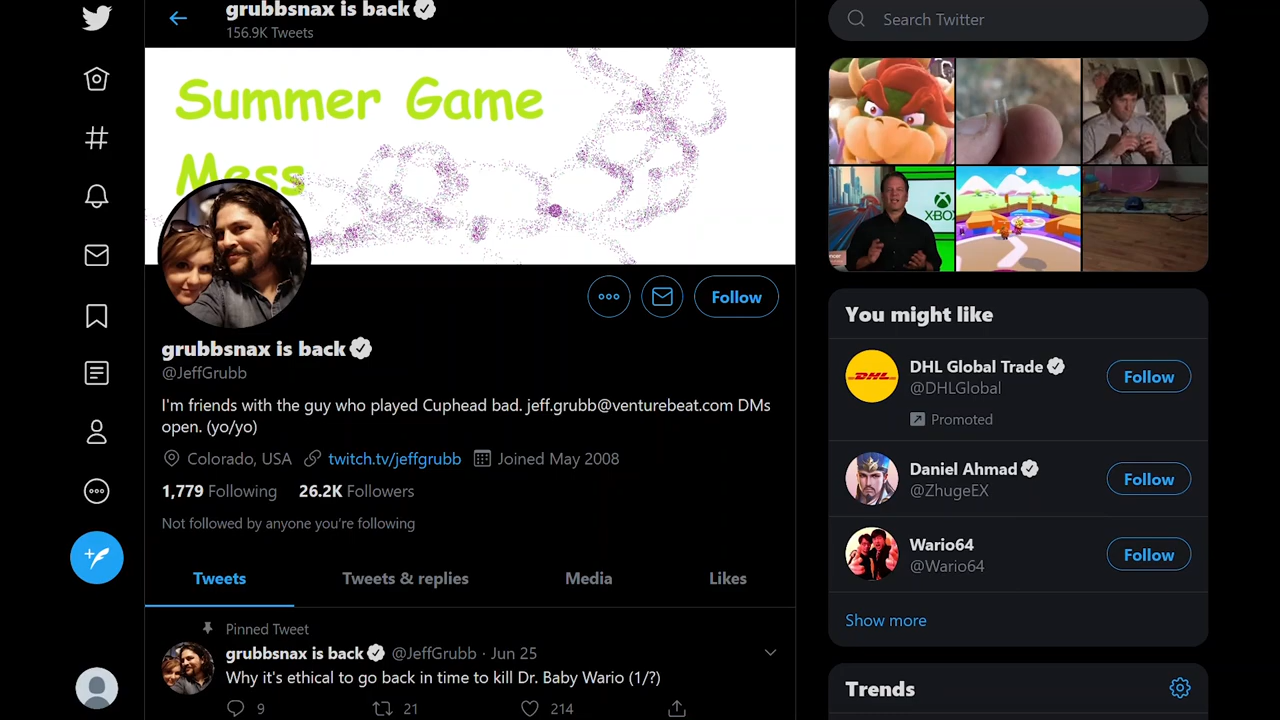 grubbsnax is back
156.9K Tweets
Search Twitter
Summer Game
Mess
XBO
Follow
grubbsnax is back
@JeffGrubb
I'm friends with the guy who played Cuphead bad. jeff.grubb@venturebeat.com DMs
open. (yo/yo)
Colorado, USA twitch.tv/jeffgrubb Joined May 2008
1,779 Following 26.2K Followers
Not followed by anyone you're following
Tweets Tweets & replies Media Likes
Pinned Tweet
grubbsnax is back @JeffGrubb · Jun 25
Why it's ethical to go back in time to kill Dr. Baby Wario (1/?)
9 21 214
You might like
DHL
DHL Global Trade
@DHLGlobal
Follow
Promoted
Daniel Ahmad
@ZhugeEX
Follow
Wario64
@Wario64
Follow
Show more
Trends